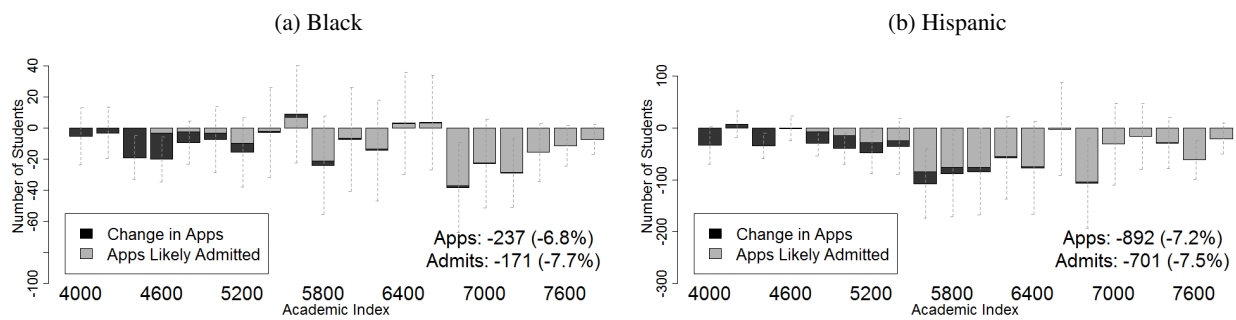 (a) Black
Number of Students
40
20
0
-20
-40
-60
-100
Change in Apps
Apps Likely Admitted
Apps: -237 (-6.8%)
Admits: -171 (-7.7%)
4000 4600 5200 5800 6400 7000 7600
Academic Index
(b) Hispanic
Number of Students
100
0
-100
-200
-300
Change in Apps
Apps Likely Admitted
Apps: -892 (-7.2%)
Admits: -701 (-7.5%)
4000 4600 5200 5800 6400 7000 7600
Academic Index